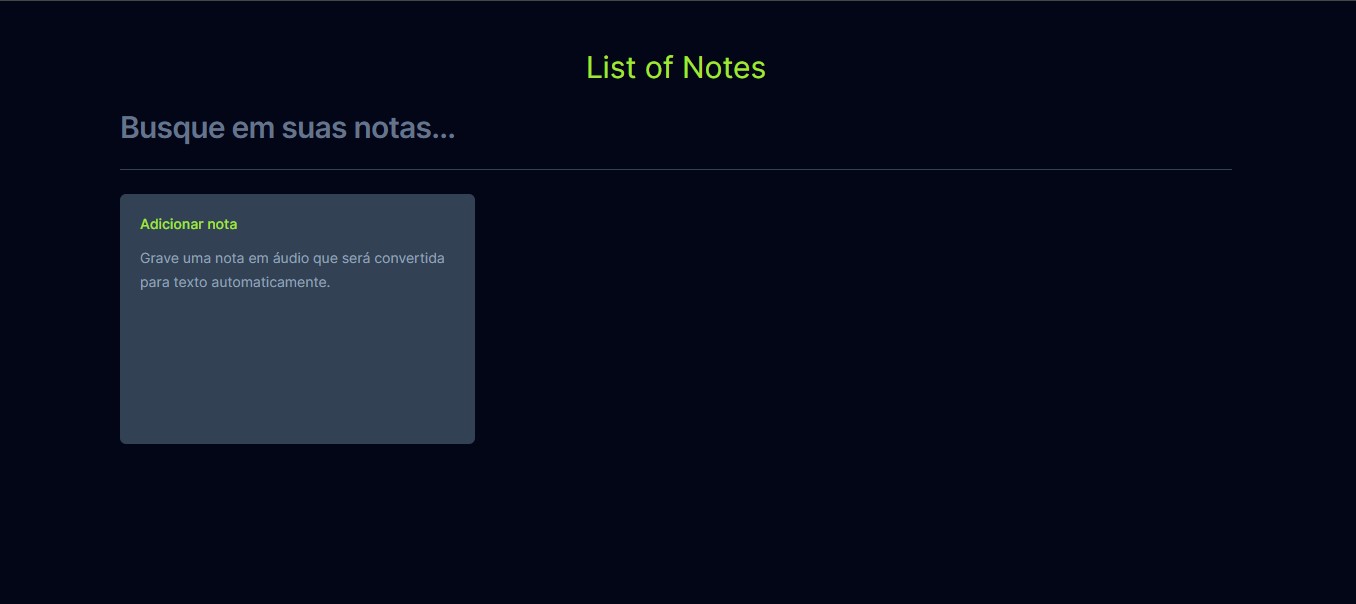 List of Notes
Busque em suas notas...
Adicionar nota
Grave uma nota em áudio que será convertida
para texto automaticamente.